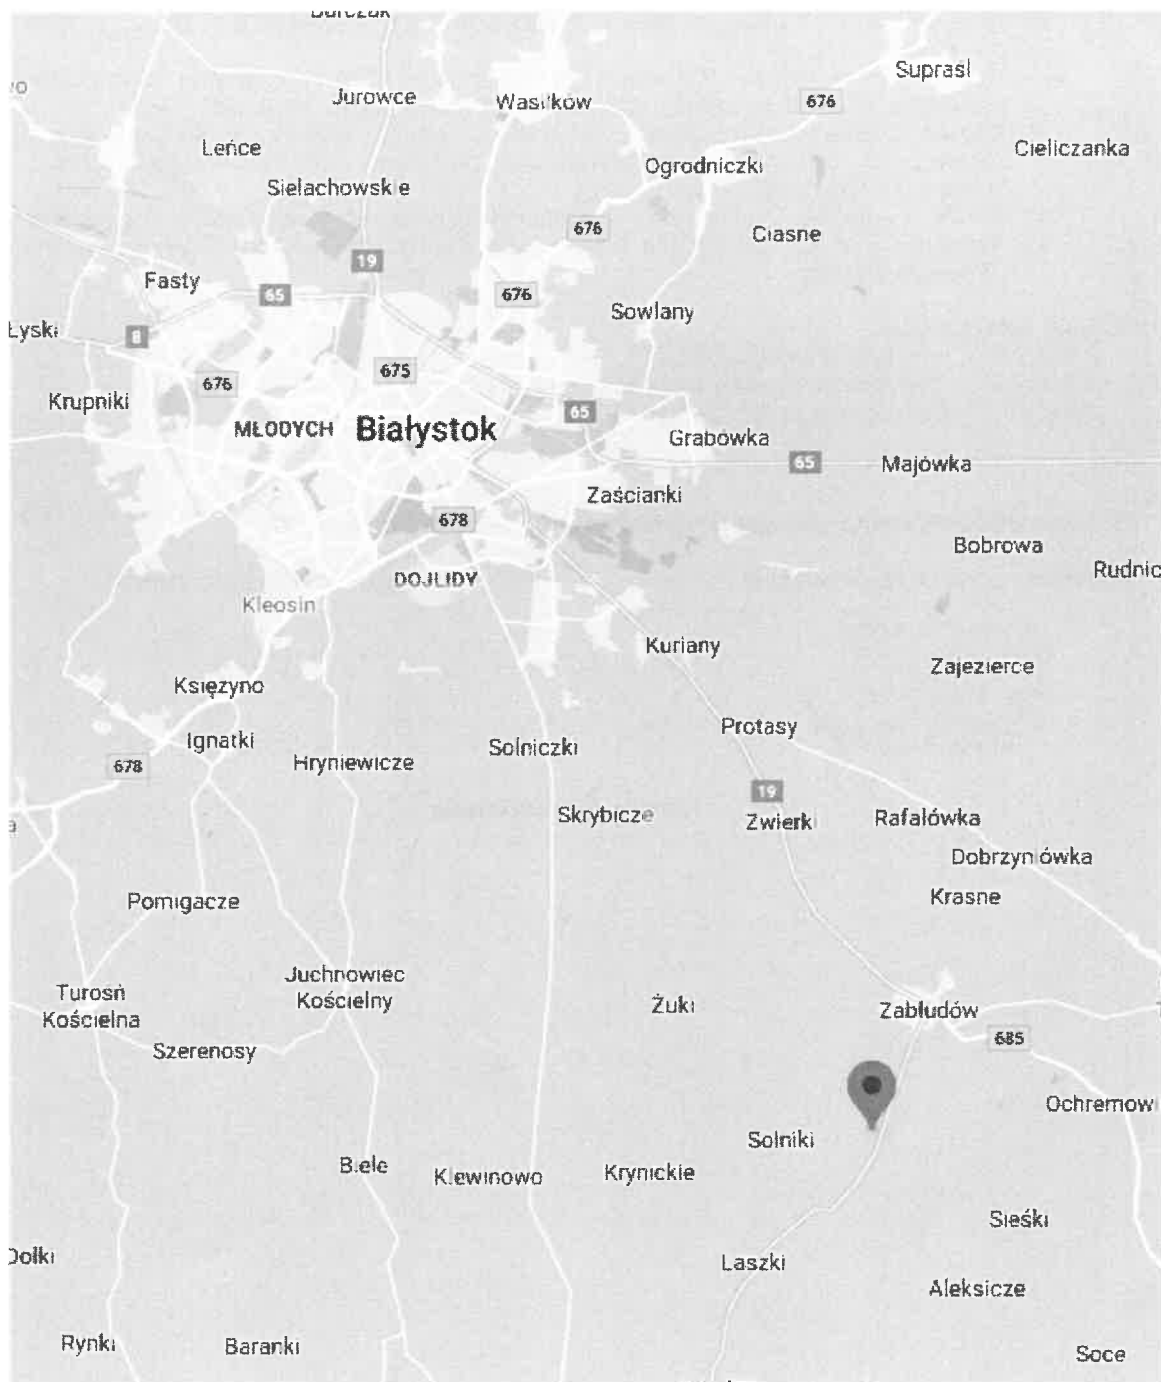 Supraśl
Jurowce
Wasilków
676
Leńce
Ogrodniczki
Cieliczanka
Sielachowskie
676
Ciasne
19
Fasty
65
676
Sowlany
Łyski
8
675
676
Krupniki
65
MŁODYCH
Białystok
Grabówka
65
Majówka
Zaścianki
678
Bobrowa
Rudnic
DOJLIDY
Kleosin
Kuriany
Zajezierce
Księżyno
Protasy
Ignatki
Solniczki
Hryniewicze
678
19
Skrybicze
Zwierki
Rafałówka
Dobrzyniówka
Krasne
Pomigacze
Juchnowiec
Kościelny
Turośń
Kościelna
Żuki
Zabłudów
685
Szerenosy
Ochremowi
Solniki
Biele
Klewinowo
Krynickie
Sieśki
Dołki
Laszki
Aleksicze
Rynki
Baranki
Soce